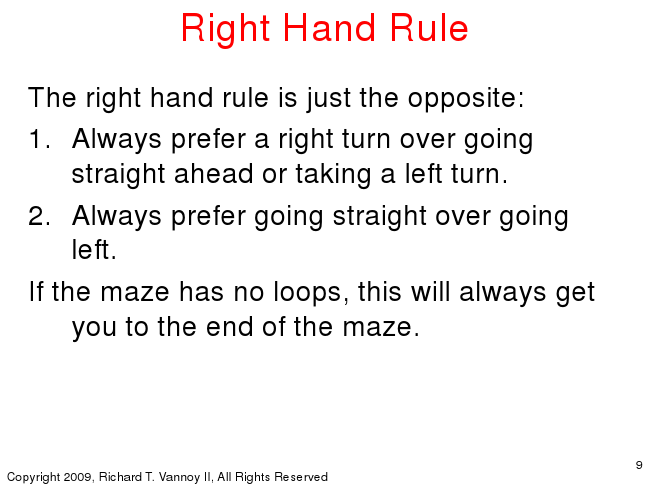 Right Hand Rule
The right hand rule is just the opposite:
1. Always prefer a right turn over going
straight ahead or taking a left turn.
2. Always prefer going straight over going
left.
If the maze has no loops, this will always get
you to the end of the maze.
9
Copyright 2009, Richard T. Vannoy II, All Rights Reserved